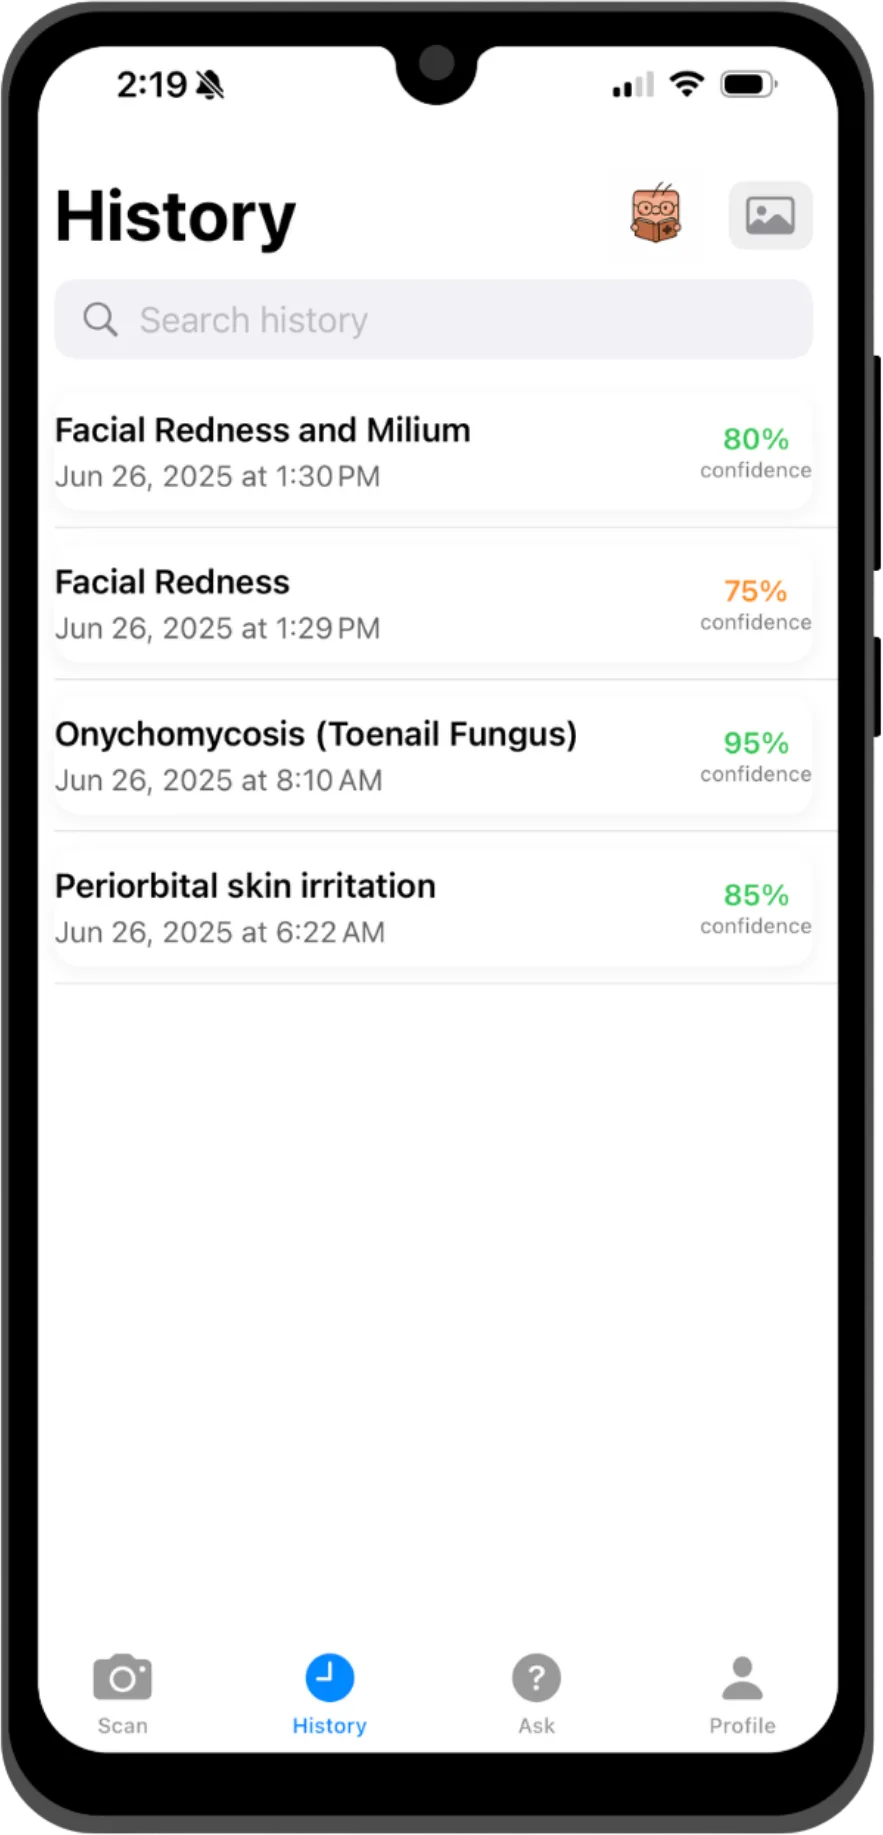 2:19
History
Search history
Facial Redness and Milium
80%
Jun 26, 2025 at 1:30 PM
confidence
Facial Redness
75%
Jun 26, 2025 at 1:29 PM
confidence
Onychomycosis (Toenail Fungus)
95%
Jun 26, 2025 at 8:10 AM
confidence
Periorbital skin irritation
85%
Jun 26, 2025 at 6:22 AM
confidence
Scan
History
Ask
Profile